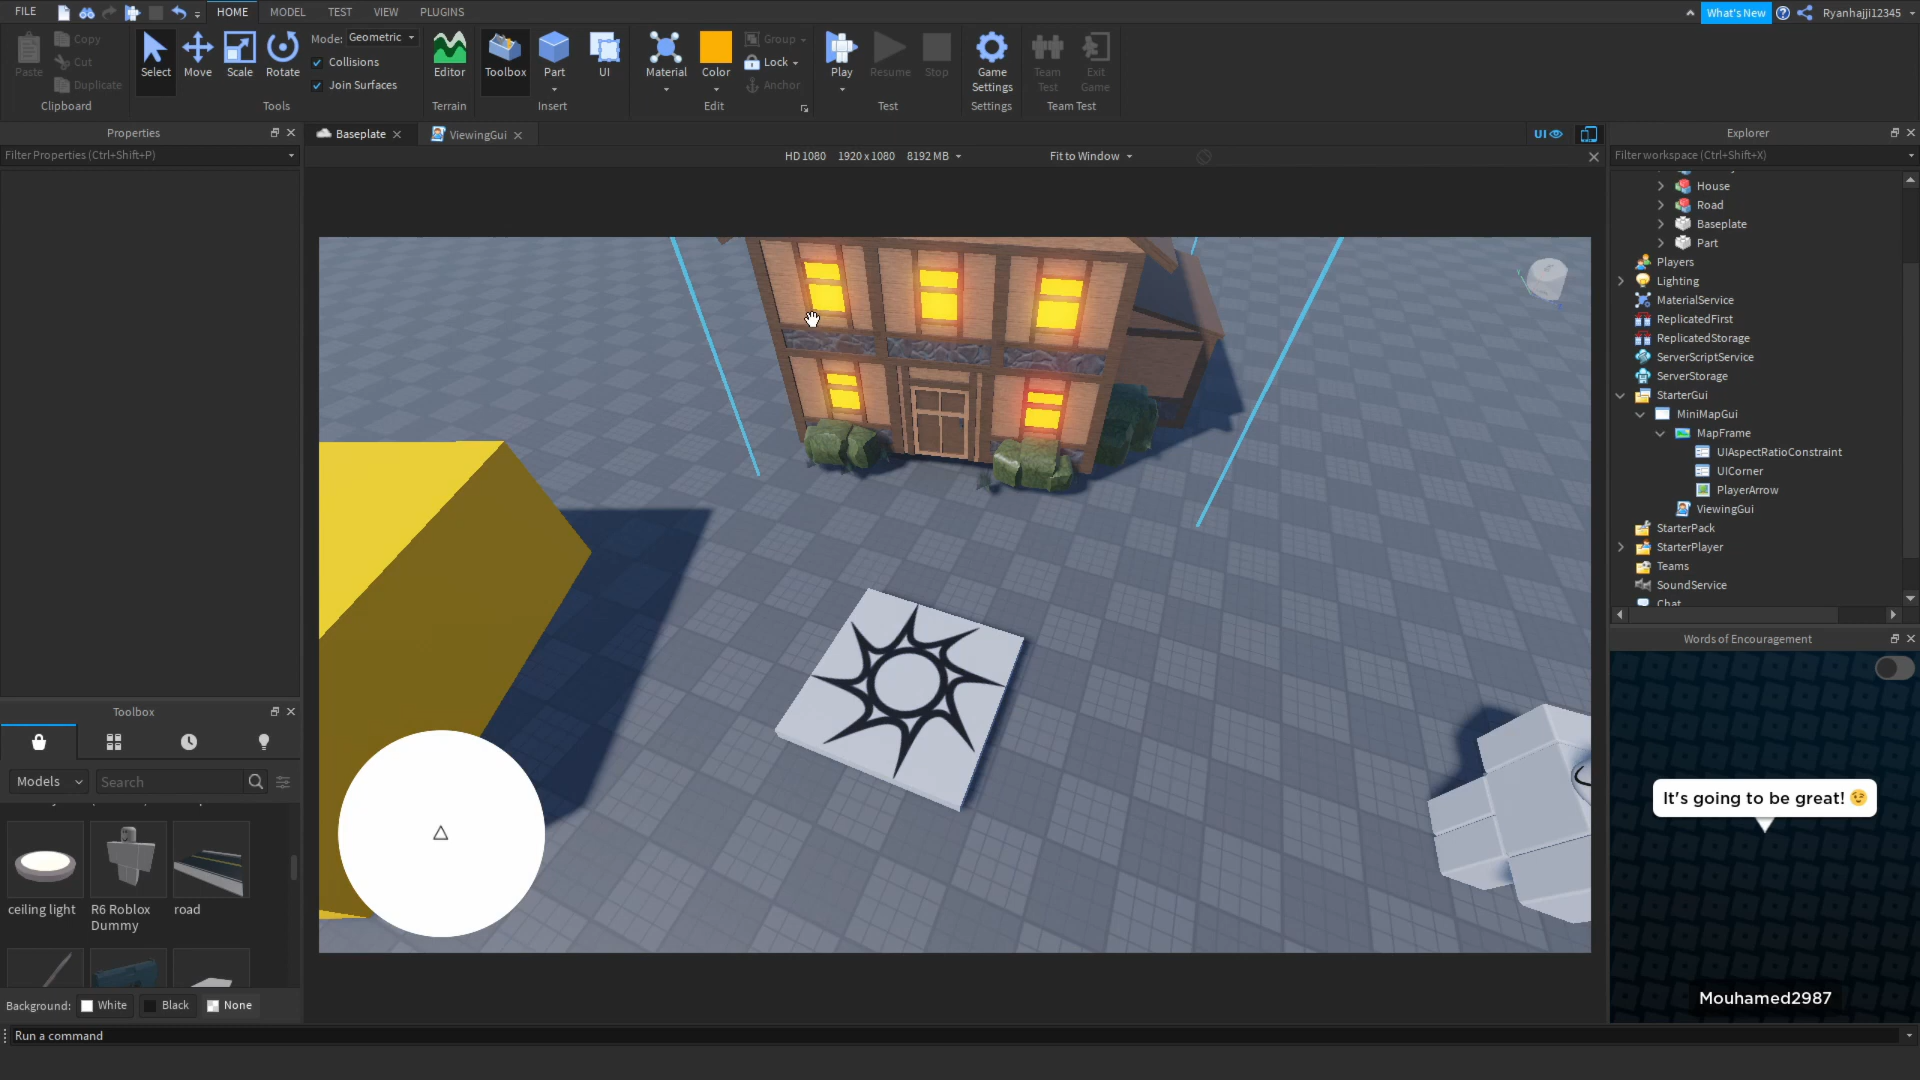 FILE
HOME
MODEL
TEST
VIEW
PLUGINS
What's New
Ryanhajji12345
Paste
Copy
Cut
Duplicate
Clipboard
Select
Move
Scale
Rotate
Mode: Geometric
Collisions
Join Surfaces
Tools
Editor
Terrain
Toolbox
Part
UI
Insert
Material
Color
Group
Lock
Anchor
Edit
Play
Resume
Stop
Test
Game
Settings
Settings
Team
Test
Exit
Game
Team Test
Properties
Filter Properties (Ctrl+Shift+P)
Baseplate
ViewingGui
UI
HD 1080 1920 x 1080 8192 MB
Fit to Window
Explorer
Filter workspace (Ctrl+Shift+X)
House
Road
Baseplate
Part
Players
Lighting
MaterialService
ReplicatedFirst
ReplicatedStorage
ServerScriptService
ServerStorage
StarterGui
MiniMapGui
MapFrame
UIAspectRatioConstraint
UICorner
PlayerArrow
ViewingGui
StarterPack
StarterPlayer
Teams
SoundService
Chat
Words of Encouragement
It's going to be great! 😉
Mouhamed2987
Toolbox
Models
Search
ceiling light
R6 Roblox
Dummy
road
Background: White Black None
Run a command